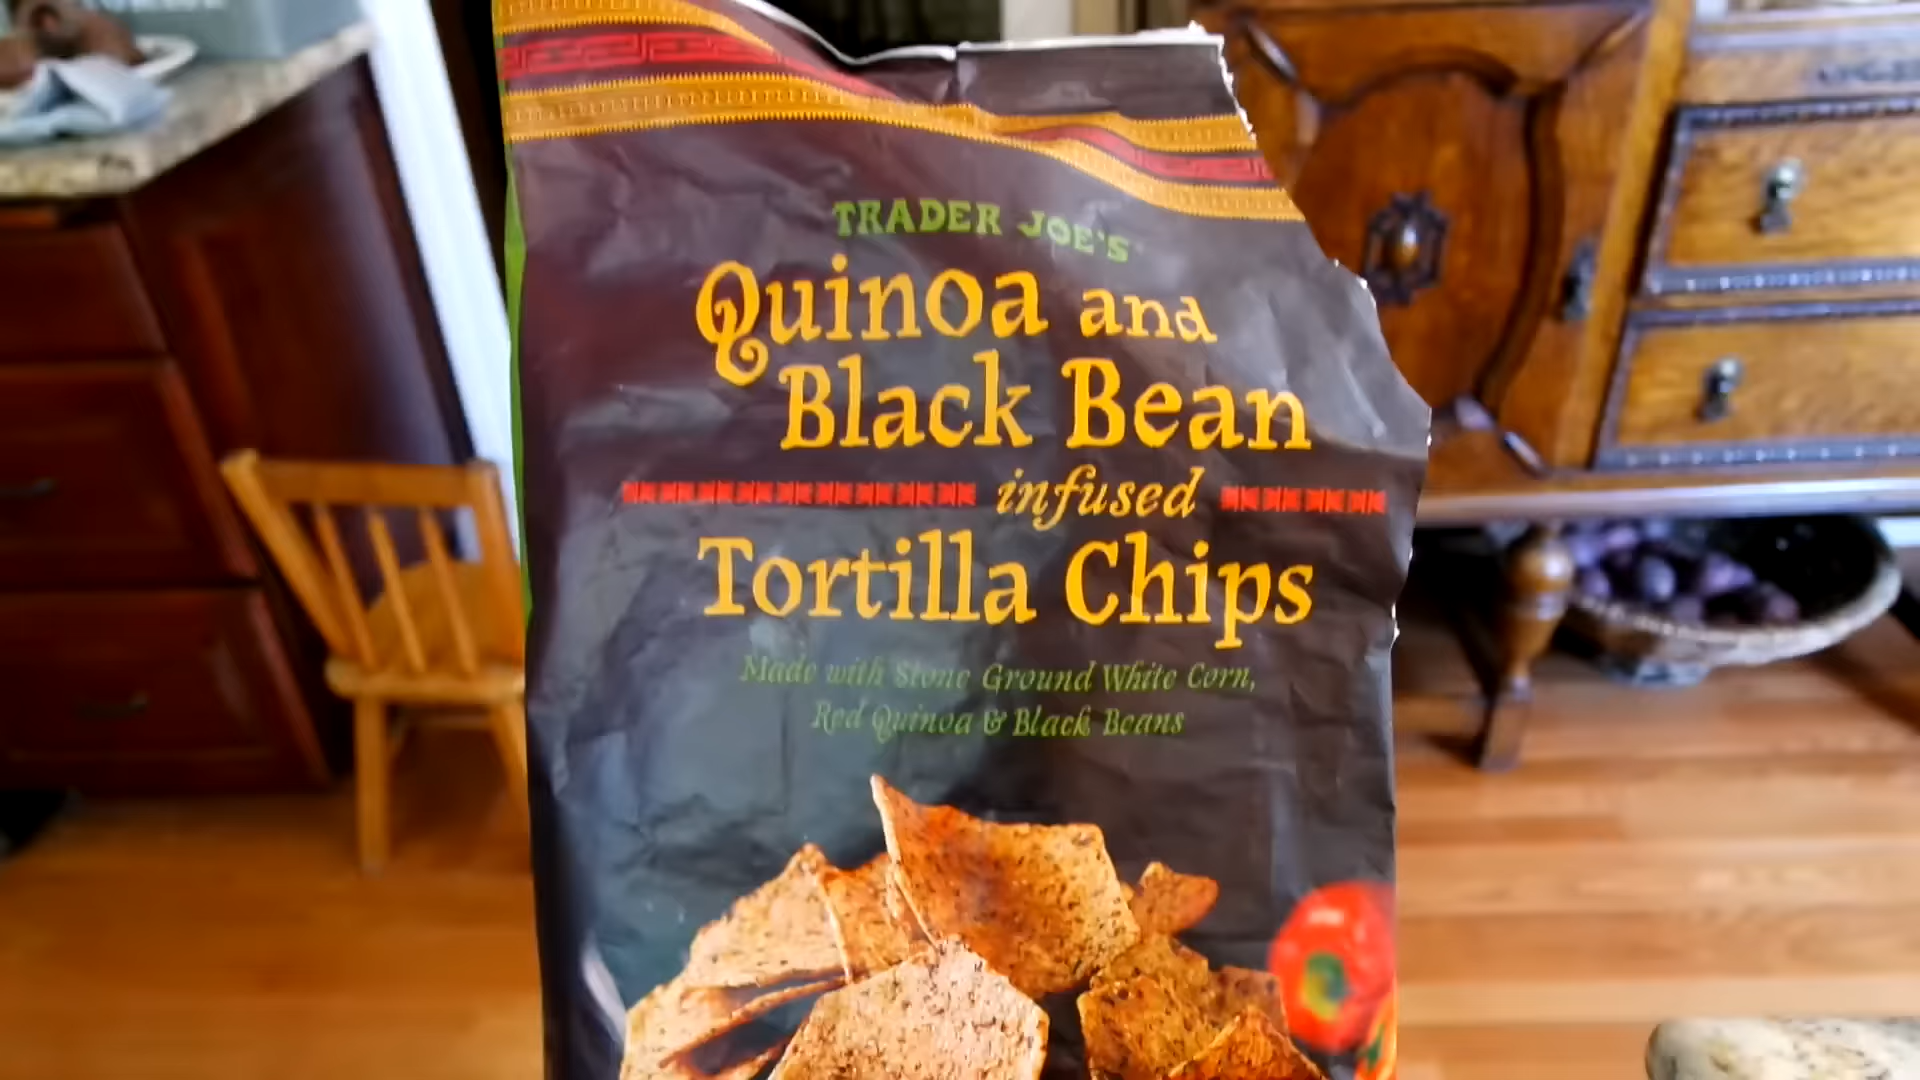 TRADER JOE'S
Quinoa and
Black Bean
infused
Tortilla Chips
Made with Stone Ground White Corn,
Red Quinoa & Black Beans